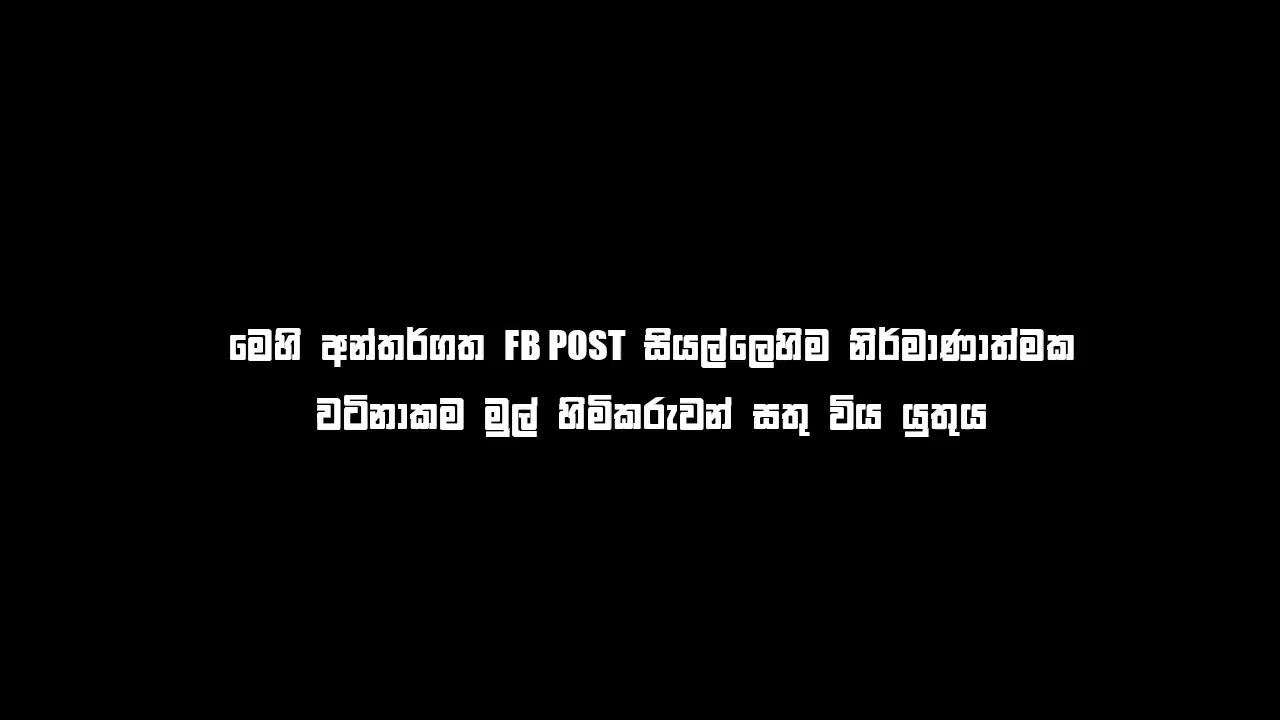 මෙහි අන්තර්ගත FB POST සියල්ලෙහිම නිර්මාණාත්මක
වටිනාකම මුල් හිමිකරුවන් සතු විය යුතුය